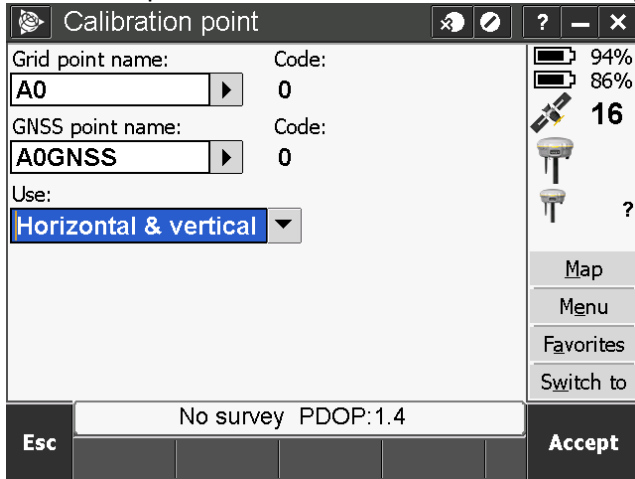 Calibration point
? – ×
Grid point name: Code:
A0 0
GNSS point name: Code:
A0GNSS 0
Use:
Horizontal & vertical
94%
86%
16
?
Map
Menu
Favorites
Switch to
No survey PDOP:1.4
Esc
Accept